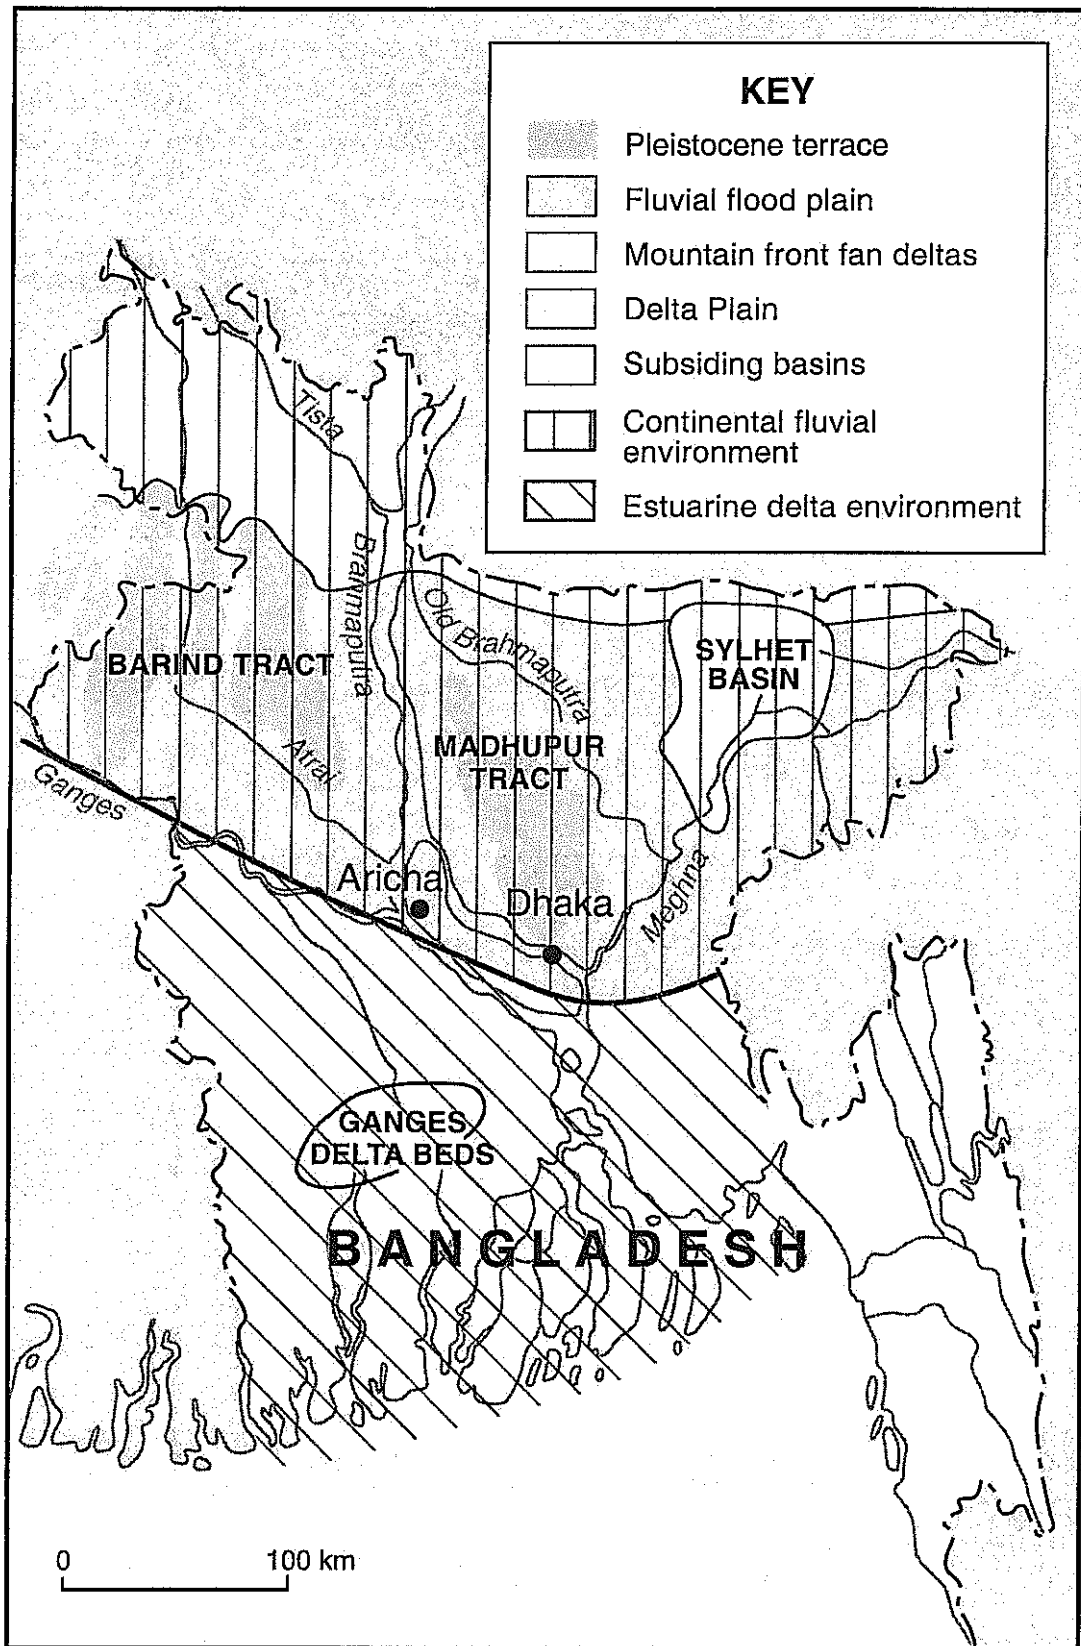 KEY
Pleistocene terrace
Fluvial flood plain
Mountain front fan deltas
Delta Plain
Subsiding basins
Continental fluvial
environment
Estuarine delta environment
Tista
Brahmaputra
Old Brahmaputra
SYLHET
BASIN
BARIND TRACT
MADHUPUR
TRACT
Atrai
Ganges
Aricha
Dhaka
Meghna
GANGES
DELTA BEDS
BANGLADESH
0 100 km